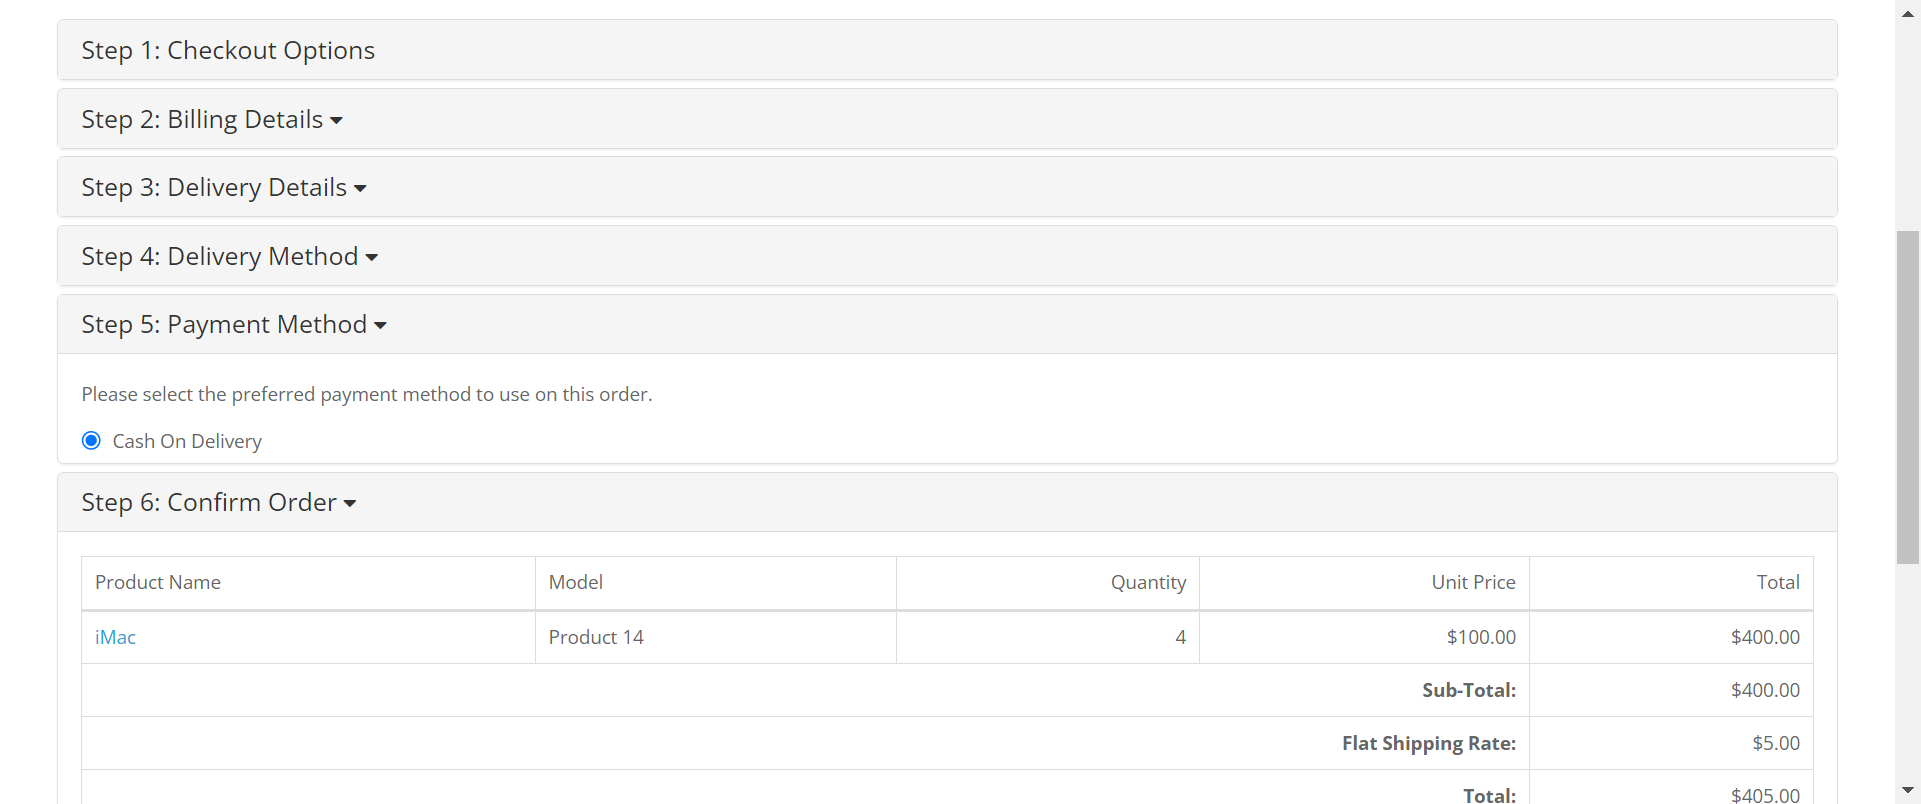 Step 1: Checkout Options
Step 2: Billing Details
Step 3: Delivery Details
Step 4: Delivery Method
Step 5: Payment Method
Please select the preferred payment method to use on this order.
Cash On Delivery
Step 6: Confirm Order
Product Name Model Quantity Unit Price Total
iMac Product 14 4 $100.00 $400.00
Sub-Total: $400.00
Flat Shipping Rate: $5.00
Total: $405.00